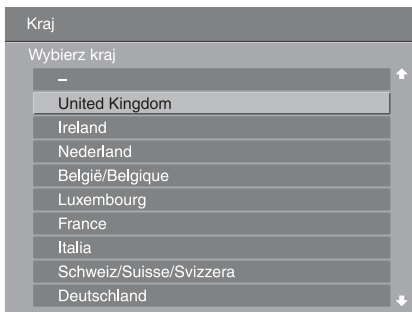 Kraj
Wybierz kraj
–
United Kingdom
Ireland
Nederland
België/Belgique
Luxembourg
France
Italia
Schweiz/Suisse/Svizzera
Deutschland